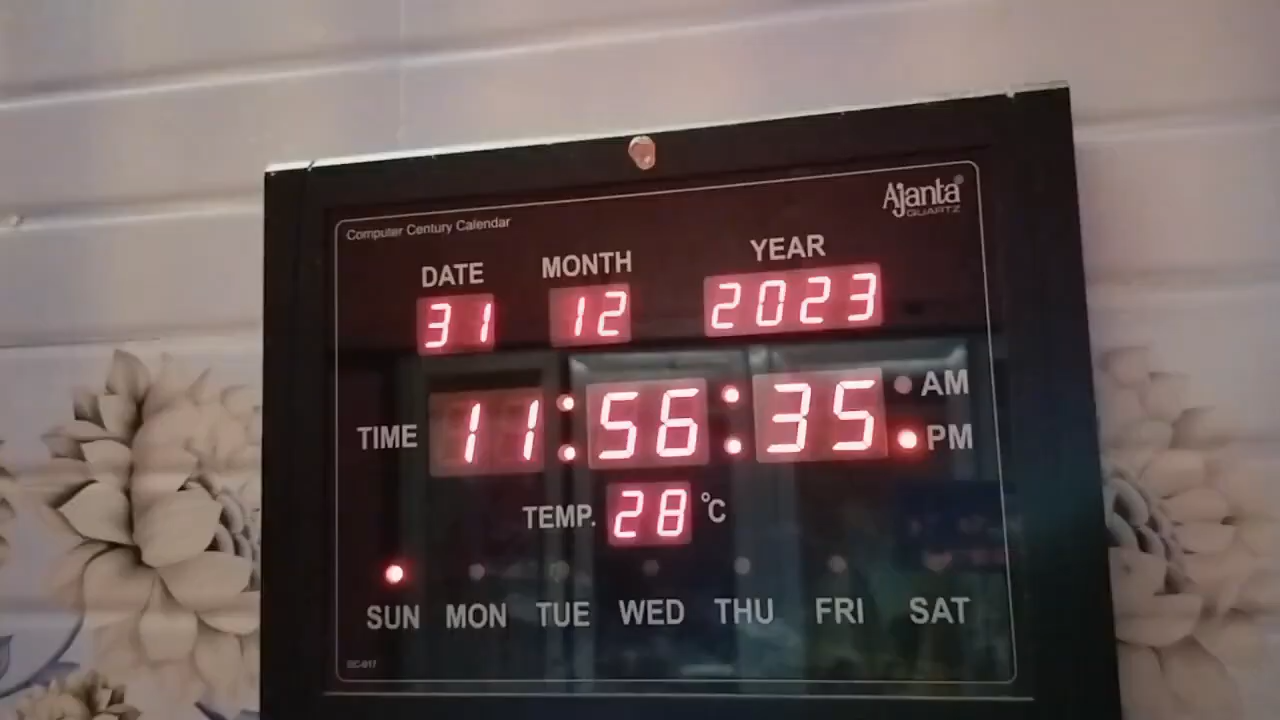 Ajanta
QUARTZ
Computer Century Calendar
DATE MONTH YEAR
31 12 2023
TIME 11:56:35 AM
PM
TEMP. 28 °C
SUN MON TUE WED THU FRI SAT